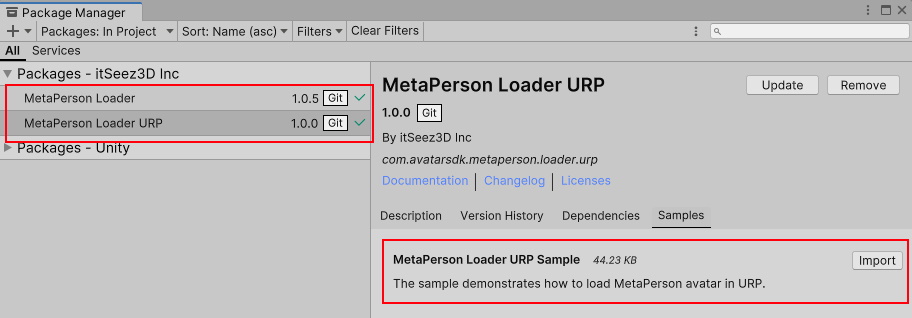 Package Manager
Packages: In Project
Sort: Name (asc)
Filters
Clear Filters
All
Services
Packages - itSeez3D Inc
MetaPerson Loader 1.0.5 Git
MetaPerson Loader URP 1.0.0 Git
Packages - Unity
MetaPerson Loader URP
Update
Remove
1.0.0 Git
By itSeez3D Inc
com.avatarsdk.metaperson.loader.urp
Documentation
Changelog
Licenses
Description
Version History
Dependencies
Samples
MetaPerson Loader URP Sample 44.23 KB
Import
The sample demonstrates how to load MetaPerson avatar in URP.